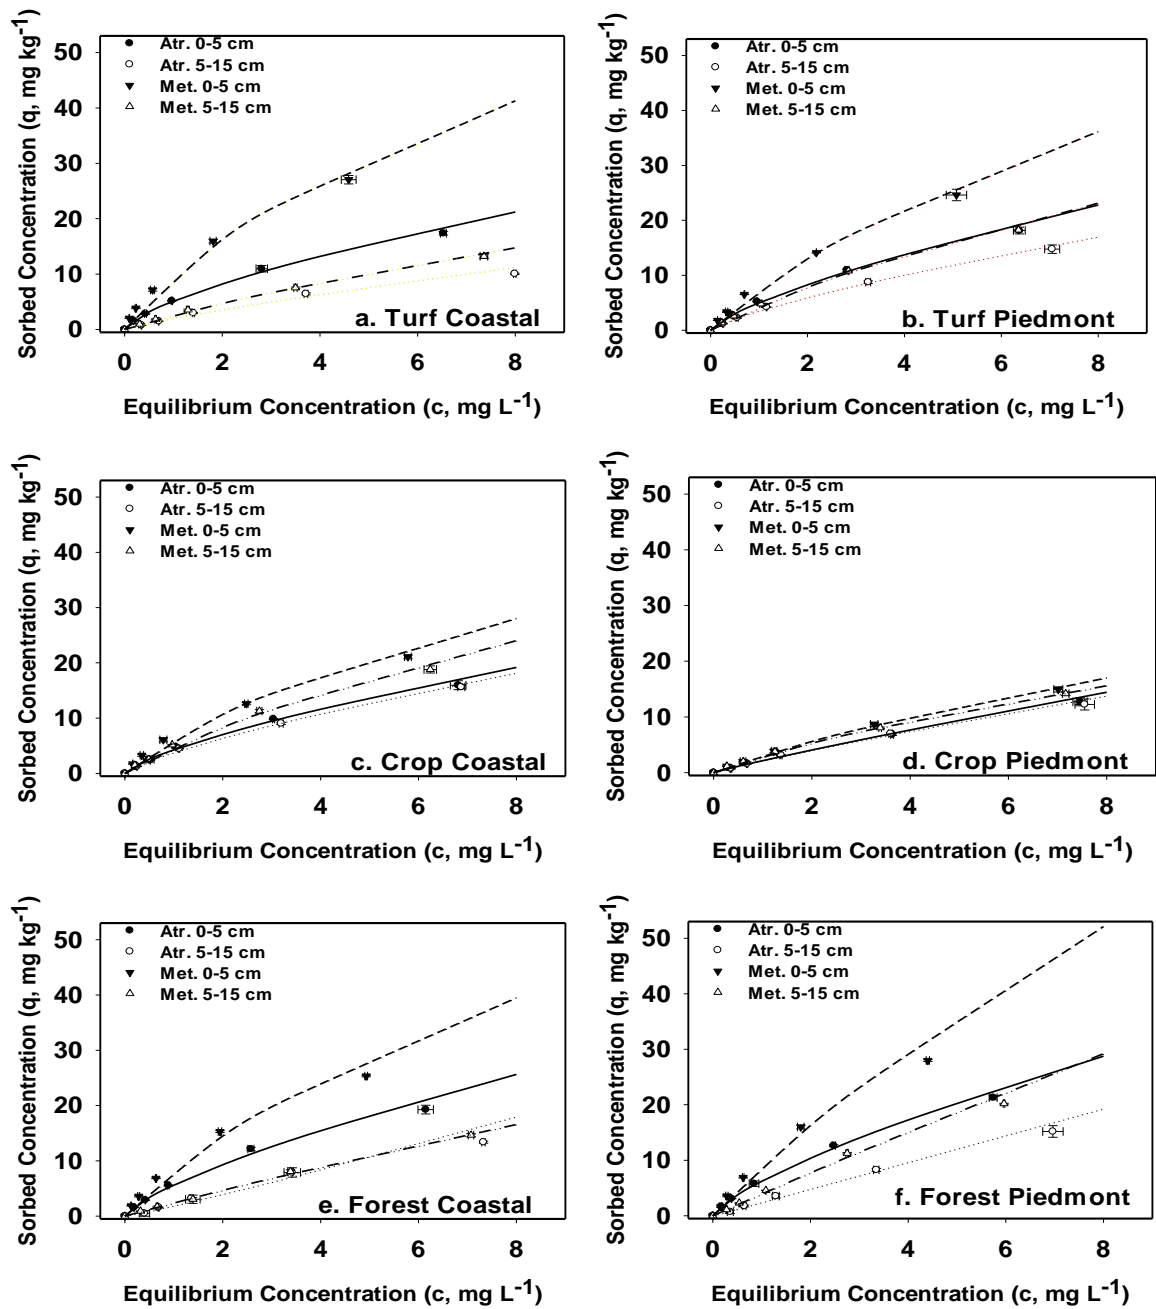 Sorbed Concentration (q, mg kg-1)
50
40
30
20
10
0
Atr. 0-5 cm
Atr. 5-15 cm
Met. 0-5 cm
Met. 5-15 cm
a. Turf Coastal
0 2 4 6 8
Equilibrium Concentration (c, mg L-1)
Sorbed Concentration (q, mg kg-1)
50
40
30
20
10
0
Atr. 0-5 cm
Atr. 5-15 cm
Met. 0-5 cm
Met. 5-15 cm
b. Turf Piedmont
0 2 4 6 8
Equilibrium Concentration (c, mg L-1)
Sorbed Concentration (q, mg kg-1)
50
40
30
20
10
0
Atr. 0-5 cm
Atr. 5-15 cm
Met. 0-5 cm
Met. 5-15 cm
c. Crop Coastal
0 2 4 6 8
Equilibrium Concentration (c, mg L-1)
Sorbed Concentration (q, mg kg-1)
50
40
30
20
10
0
Atr. 0-5 cm
Atr. 5-15 cm
Met. 0-5 cm
Met. 5-15 cm
d. Crop Piedmont
0 2 4 6 8
Equilibrium Concentration (c, mg L-1)
Sorbed Concentration (q, mg kg-1)
50
40
30
20
10
0
Atr. 0-5 cm
Atr. 5-15 cm
Met. 0-5 cm
Met. 5-15 cm
e. Forest Coastal
0 2 4 6 8
Equilibrium Concentration (c, mg L-1)
Sorbed Concentration (q, mg kg-1)
50
40
30
20
10
0
Atr. 0-5 cm
Atr. 5-15 cm
Met. 0-5 cm
Met. 5-15 cm
f. Forest Piedmont
0 2 4 6 8
Equilibrium Concentration (c, mg L-1)